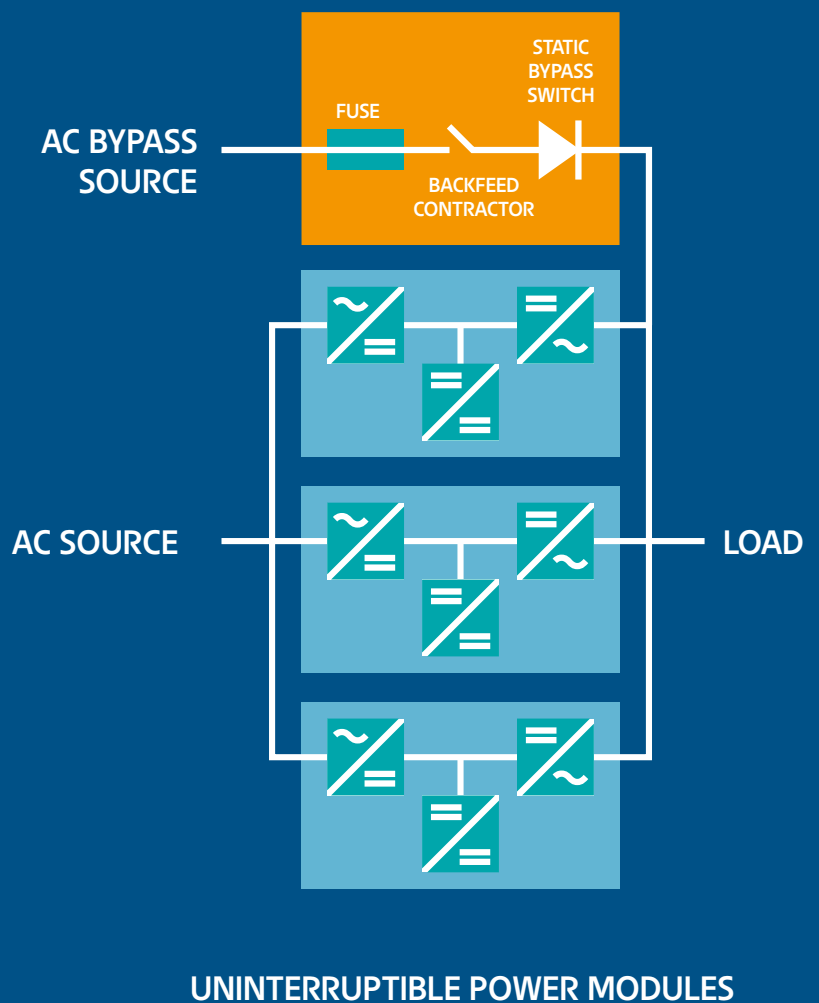 STATIC
BYPASS
SWITCH
FUSE
AC BYPASS
SOURCE
BACKFEED
CONTRACTOR
AC SOURCE
LOAD
UNINTERRUPTIBLE POWER MODULES